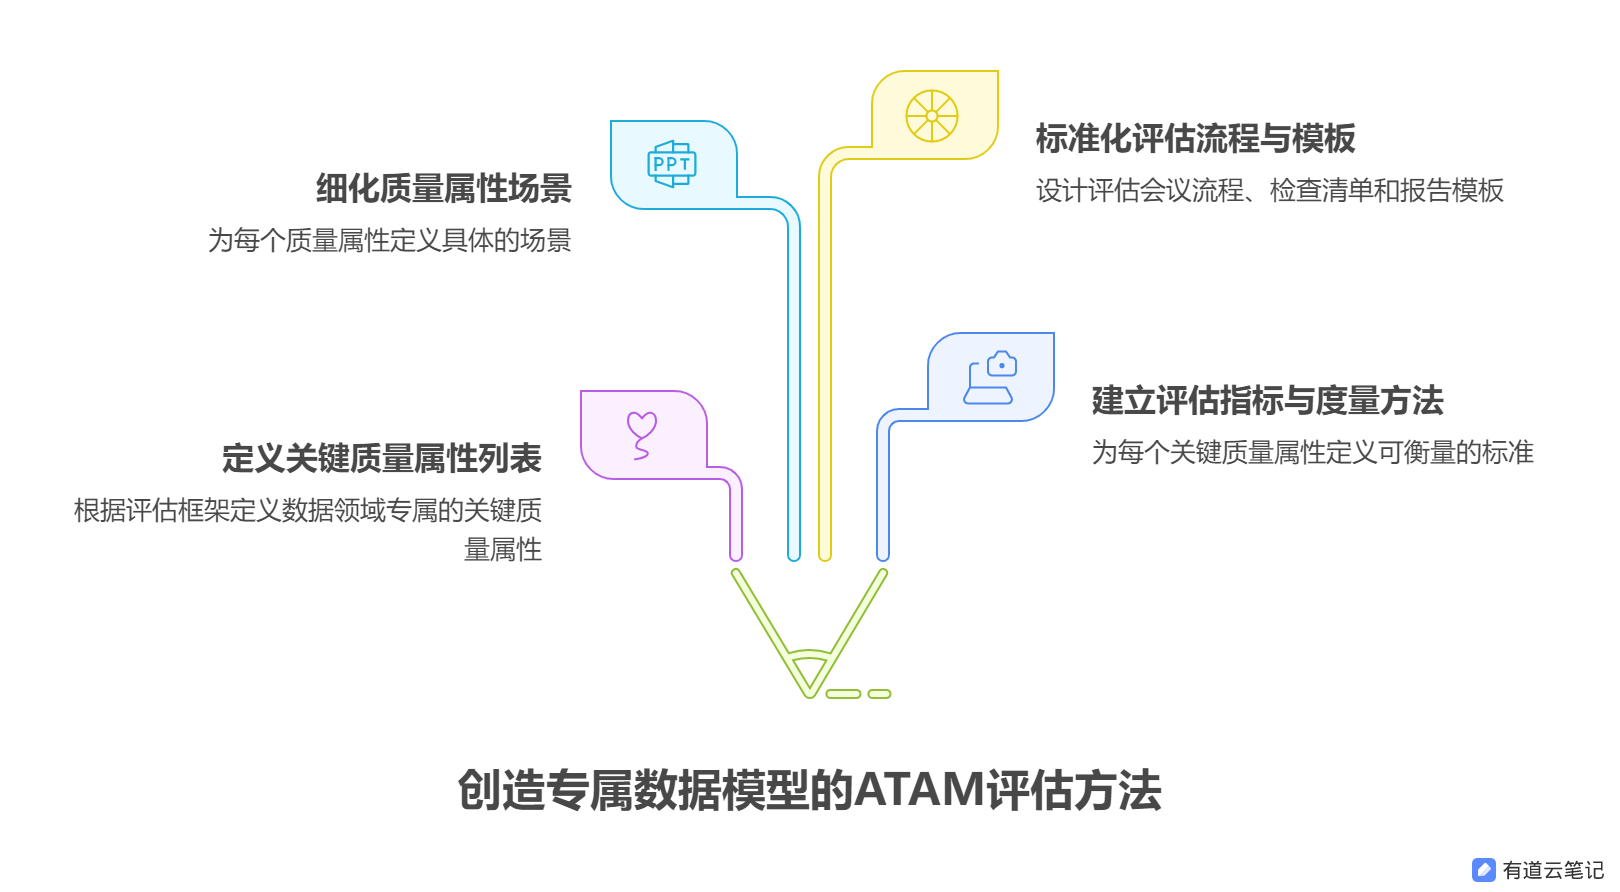 标准化评估流程与模板
设计评估会议流程、检查清单和报告模板
PPT
细化质量属性场景
为每个质量属性定义具体的场景
建立评估指标与度量方法
为每个关键质量属性定义可衡量的标准
定义关键质量属性列表
根据评估框架定义数据领域专属的关键质
量属性
创造专属数据模型的ATAM评估方法
有道云笔记